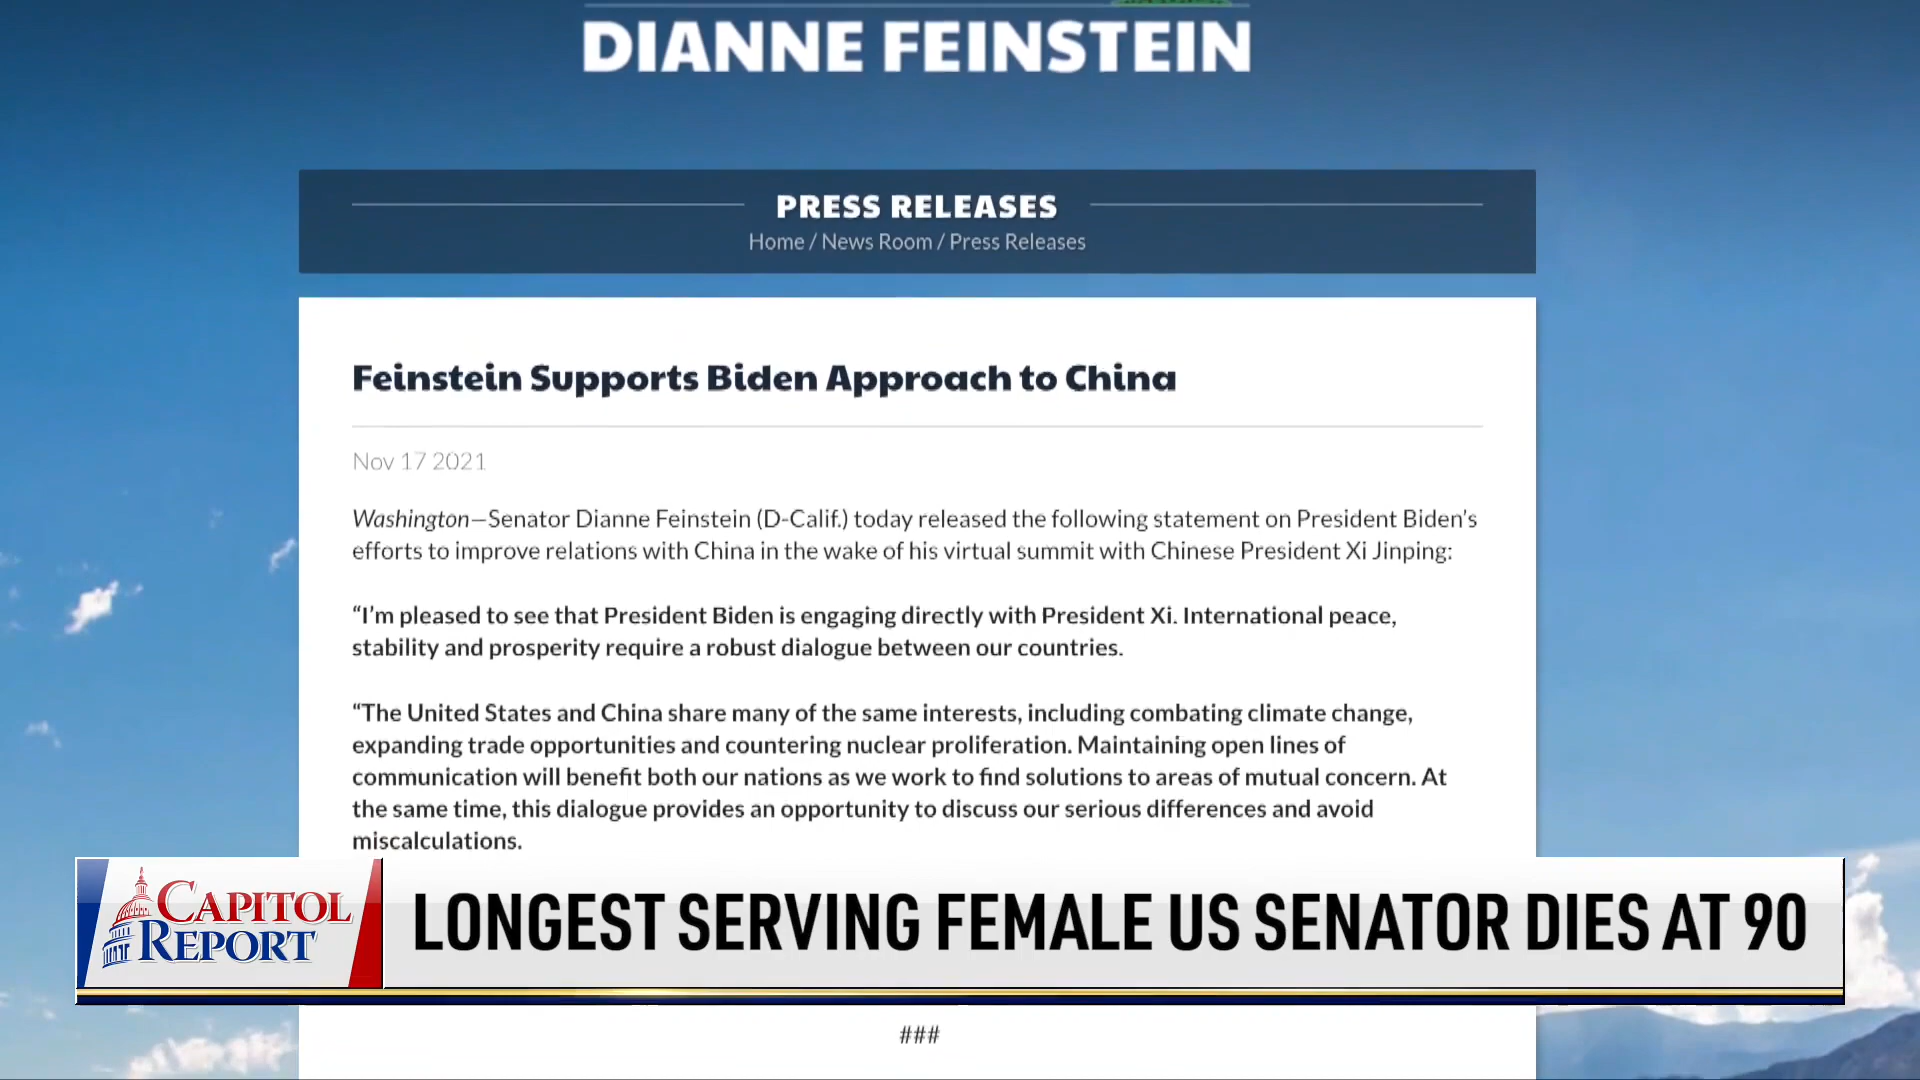 DIANNE FEINSTEIN
PRESS RELEASES
Home / News Room / Press Releases
Feinstein Supports Biden Approach to China
Nov 17 2021
Washington—Senator Dianne Feinstein (D-Calif.) today released the following statement on President Biden’s
efforts to improve relations with China in the wake of his virtual summit with Chinese President Xi Jinping:
“I’m pleased to see that President Biden is engaging directly with President Xi. International peace,
stability and prosperity require a robust dialogue between our countries.
“The United States and China share many of the same interests, including combating climate change,
expanding trade opportunities and countering nuclear proliferation. Maintaining open lines of
communication will benefit both our nations as we work to find solutions to areas of mutual concern. At
the same time, this dialogue provides an opportunity to discuss our serious differences and avoid
miscalculations.
CAPITOL
REPORT
LONGEST SERVING FEMALE US SENATOR DIES AT 90
###